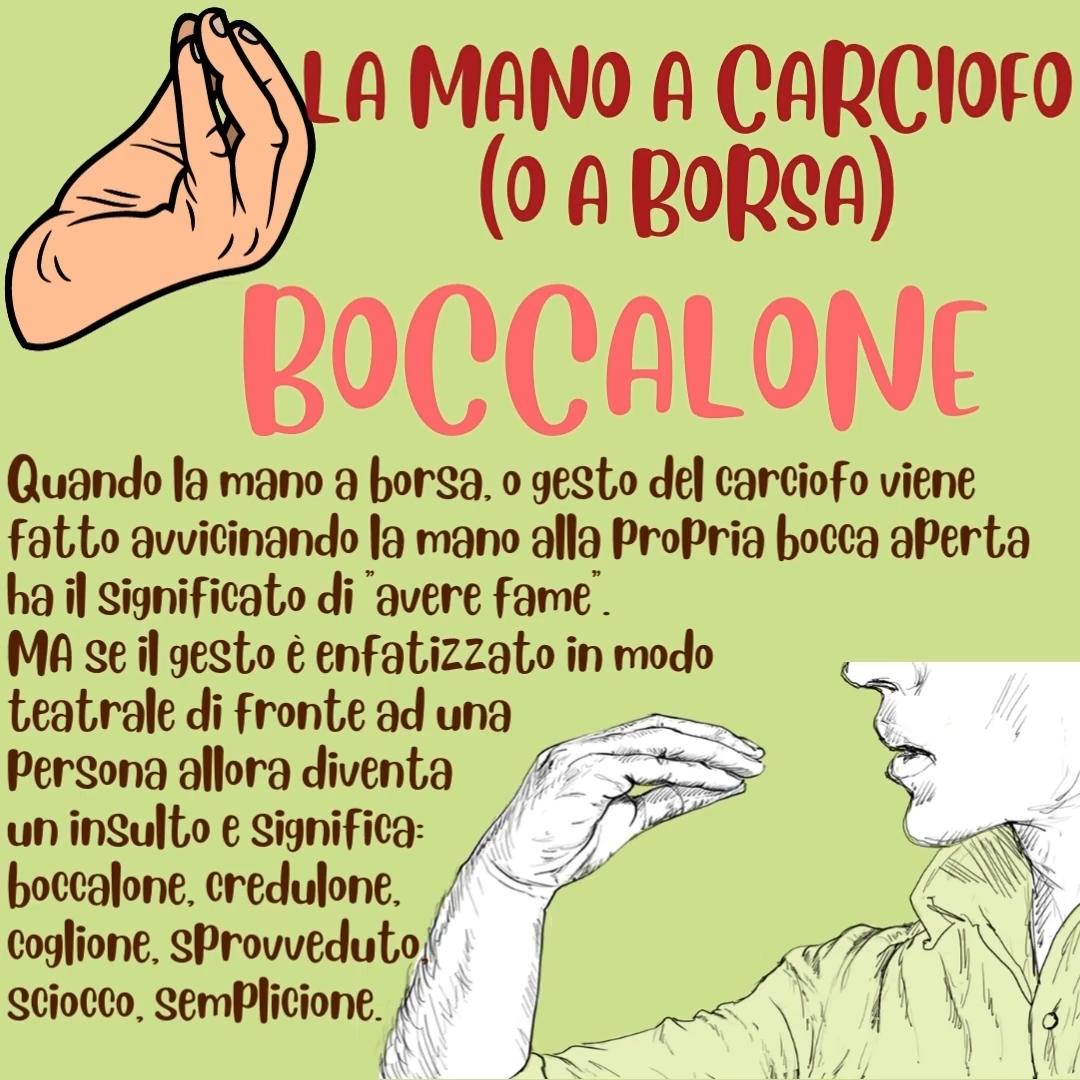 LA MANO A CARCIOFO
(O A BORSA)
BOCCALONE
Quando la mano a borsa, o gesto del carciofo viene
fatto avvicinando la mano alla propria bocca aperta
ha il significato di "avere fame".
MA se il gesto è enfatizzato in modo
teatrale di fronte ad una
persona allora diventa
un insulto e significa:
boccalone, credulone,
coglione, sprovveduto,
sciocco, semplicione.